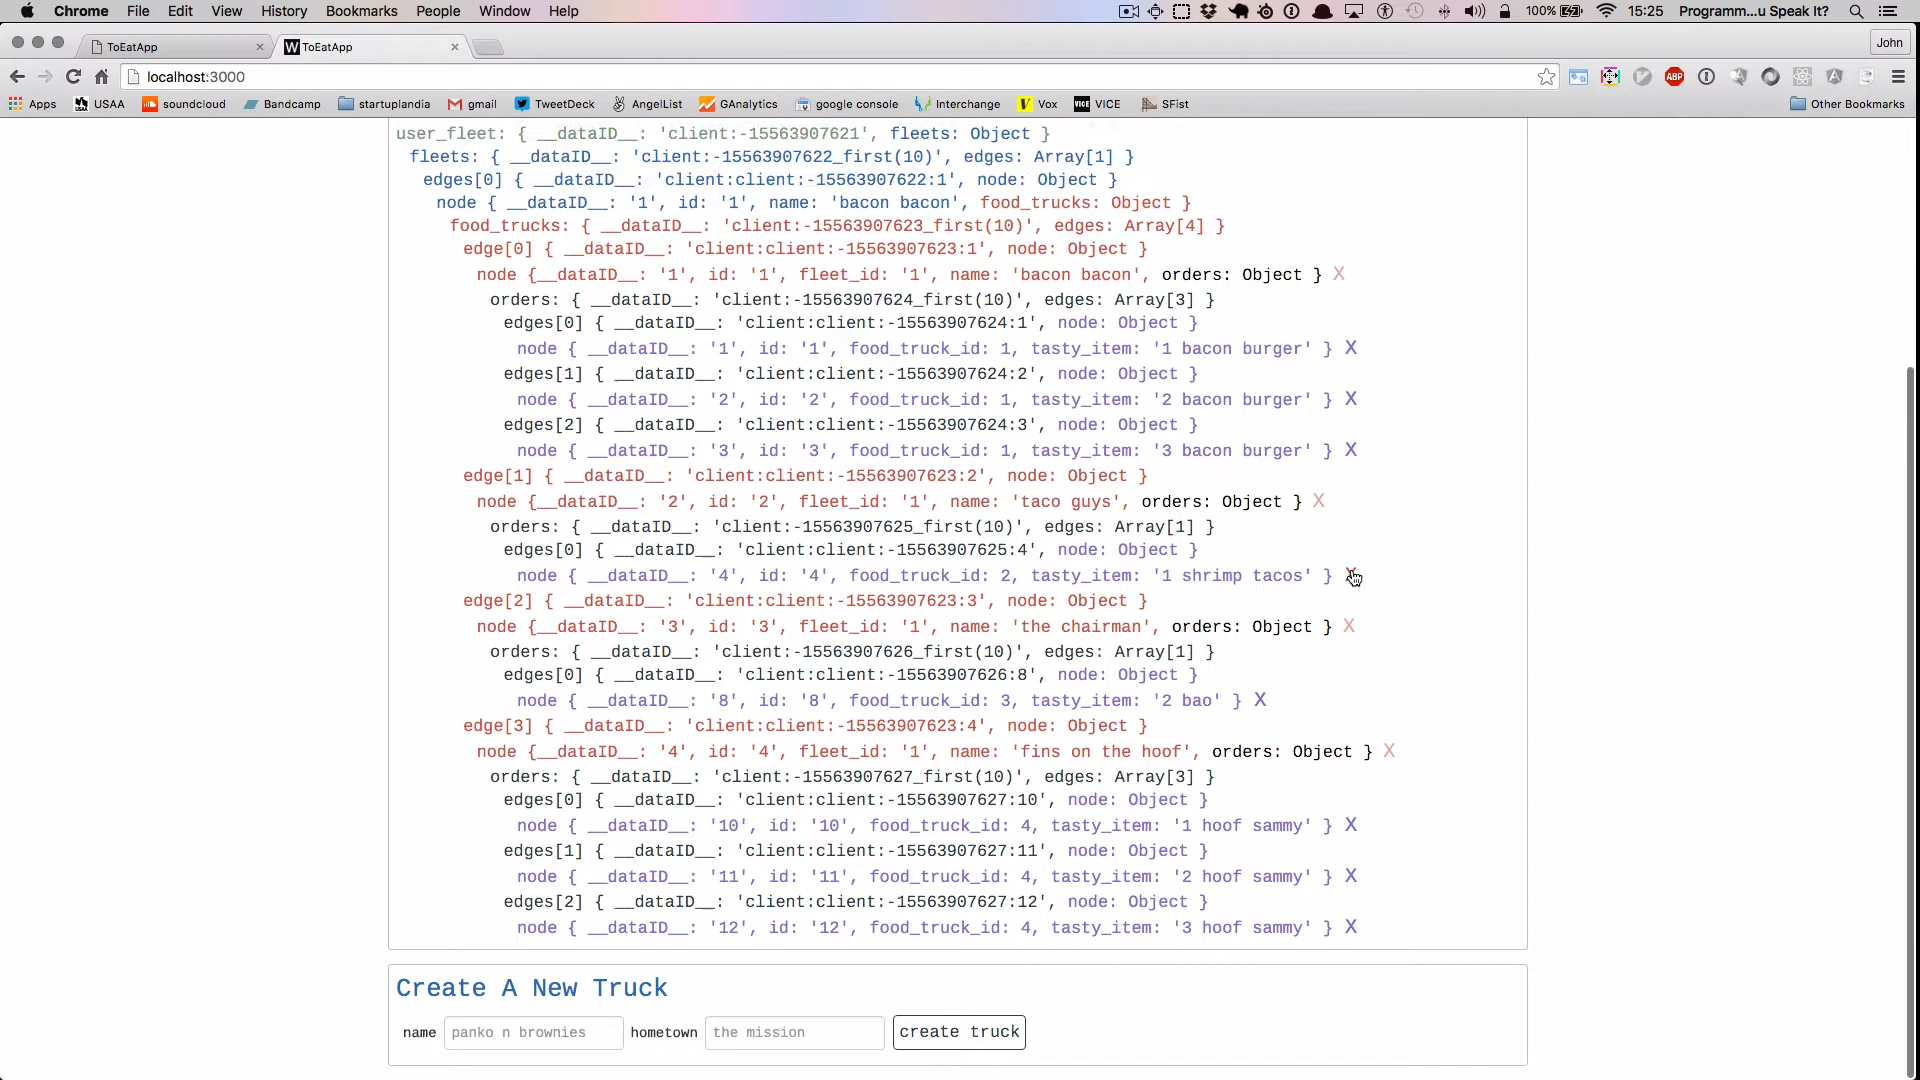 Chrome File Edit View History Bookmarks People Window Help 100% 15:25 Programm...u Speak It?
ToEatApp ToEatApp John
localhost:3000
Apps USAA soundcloud Bandcamp startuplandia gmail TweetDeck AngelList GAnalytics google console Interchange Vox VICE SFist Other Bookmarks
user_fleet: { __dataID__: 'client:-15563907621', fleets: Object }
fleets: { __dataID__: 'client:-15563907622_first(10)', edges: Array[1] }
edges[0] { __dataID__: 'client:client:-15563907622:1', node: Object }
node { __dataID__: '1', id: '1', name: 'bacon bacon', food_trucks: Object }
food_trucks: { __dataID__: 'client:-15563907623_first(10)', edges: Array[4] }
edge[0] { __dataID__: 'client:client:-15563907623:1', node: Object }
node {__dataID__: '1', id: '1', fleet_id: '1', name: 'bacon bacon', orders: Object } X
orders: { __dataID__: 'client:-15563907624_first(10)', edges: Array[3] }
edges[0] { __dataID__: 'client:client:-15563907624:1', node: Object }
node { __dataID__: '1', id: '1', food_truck_id: 1, tasty_item: '1 bacon burger' } X
edges[1] { __dataID__: 'client:client:-15563907624:2', node: Object }
node { __dataID__: '2', id: '2', food_truck_id: 1, tasty_item: '2 bacon burger' } X
edges[2] { __dataID__: 'client:client:-15563907624:3', node: Object }
node { __dataID__: '3', id: '3', food_truck_id: 1, tasty_item: '3 bacon burger' } X
edge[1] { __dataID__: 'client:client:-15563907623:2', node: Object }
node {__dataID__: '2', id: '2', fleet_id: '1', name: 'taco guys', orders: Object } X
orders: { __dataID__: 'client:-15563907625_first(10)', edges: Array[1] }
edges[0] { __dataID__: 'client:client:-15563907625:4', node: Object }
node { __dataID__: '4', id: '4', food_truck_id: 2, tasty_item: '1 shrimp tacos' } X
edge[2] { __dataID__: 'client:client:-15563907623:3', node: Object }
node {__dataID__: '3', id: '3', fleet_id: '1', name: 'the chairman', orders: Object } X
orders: { __dataID__: 'client:-15563907626_first(10)', edges: Array[1] }
edges[0] { __dataID__: 'client:client:-15563907626:8', node: Object }
node { __dataID__: '8', id: '8', food_truck_id: 3, tasty_item: '2 bao' } X
edge[3] { __dataID__: 'client:client:-15563907623:4', node: Object }
node {__dataID__: '4', id: '4', fleet_id: '1', name: 'fins on the hoof', orders: Object } X
orders: { __dataID__: 'client:-15563907627_first(10)', edges: Array[3] }
edges[0] { __dataID__: 'client:client:-15563907627:10', node: Object }
node { __dataID__: '10', id: '10', food_truck_id: 4, tasty_item: '1 hoof sammy' } X
edges[1] { __dataID__: 'client:client:-15563907627:11', node: Object }
node { __dataID__: '11', id: '11', food_truck_id: 4, tasty_item: '2 hoof sammy' } X
edges[2] { __dataID__: 'client:client:-15563907627:12', node: Object }
node { __dataID__: '12', id: '12', food_truck_id: 4, tasty_item: '3 hoof sammy' } X
Create A New Truck
name panko n brownies hometown the mission create truck